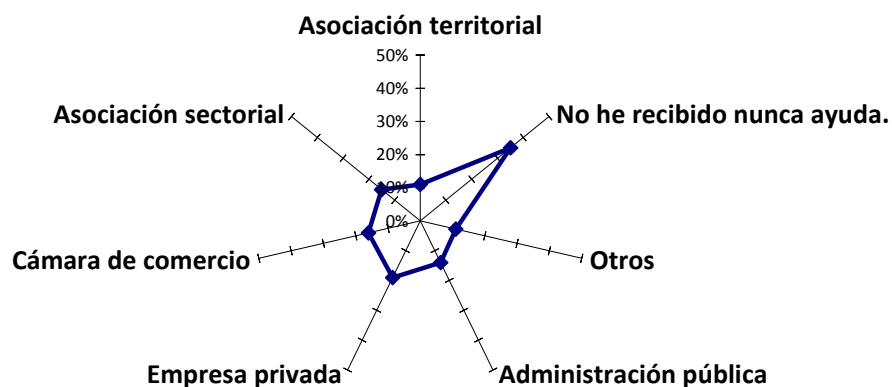 Asociación territorial
50%
40%
30%
20%
10%
0%
No he recibido nunca ayuda.
Otros
Administración pública
Empresa privada
Cámara de comercio
Asociación sectorial